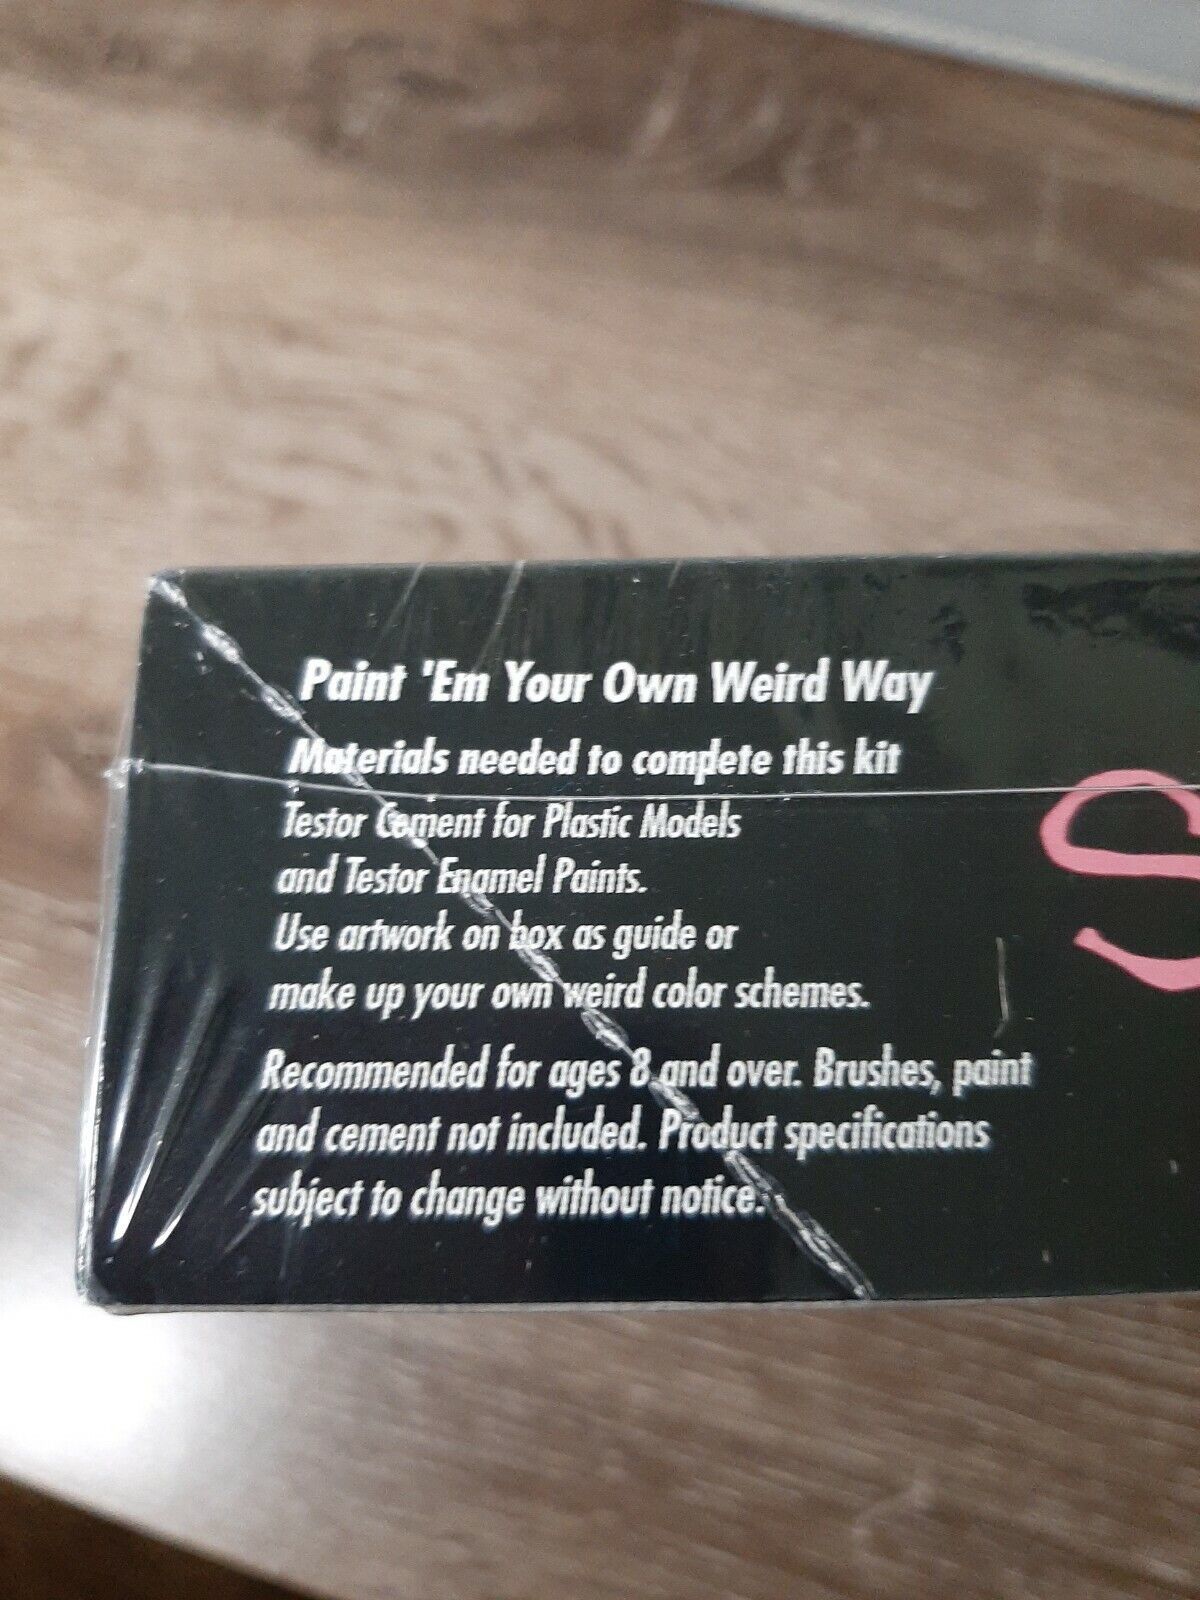 Paint 'Em Your Own Weird Way
Materials needed to complete this kit
Testor Cement for Plastic Models
and Testor Enamel Paints.
Use artwork on box as guide or
make up your own weird color schemes.
Recommended for ages 8 and over. Brushes, paint
and cement not included. Product specifications
subject to change without notice.
S